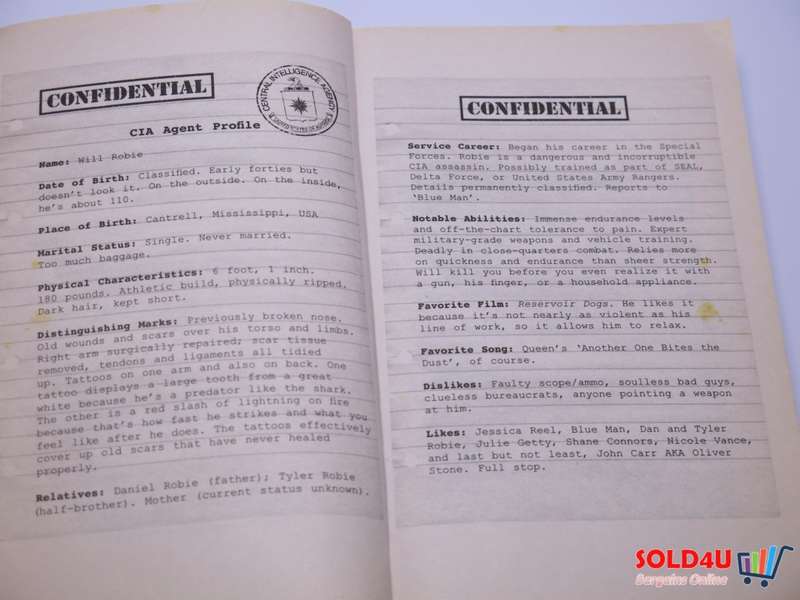 CONFIDENTIAL
CENTRAL INTELLIGENCE AGENCY
UNITED STATES OF AMERICA
CIA Agent Profile
Name: Will Robie
Date of Birth: Classified. Early forties but
doesn't look it. On the outside. On the inside,
he's about 110.
Place of Birth: Cantrell, Mississippi, USA
Marital Status: Single. Never married.
Too much baggage.
Physical Characteristics: 6 foot, 1 inch.
180 pounds. Athletic build, physically ripped.
Dark hair, kept short.
Distinguishing Marks: Previously broken nose.
Old wounds and scars over his torso and limbs.
Right arm surgically repaired; scar tissue
removed, tendons and ligaments all tidied
up. Tattoos on one arm and also on back. One
tattoo displays a large tooth from a great
white because he's a predator like the shark.
The other is a red slash of lightning on fire
because that's how fast he strikes and what you
feel like after he does. The tattoos effectively
cover up old scars that have never healed
properly.
Relatives: Daniel Robie (father); Tyler Robie
(half-brother). Mother (current status unknown).
CONFIDENTIAL
Service Career: Began his career in the Special
Forces. Robie is a dangerous and incorruptible
CIA assassin. Possibly trained as part of SEAL,
Delta Force, or United States Army Rangers.
Details permanently classified. Reports to
'Blue Man'.
Notable Abilities: Immense endurance levels
and off-the-chart tolerance to pain. Expert
military-grade weapons and vehicle training.
Deadly in close-quarters combat. Relies more
on quickness and endurance than sheer strength.
Will kill you before you even realize it with
a gun, his finger, or a household appliance.
Favorite Film: Reservoir Dogs. He likes it
because it's not nearly as violent as his
line of work, so it allows him to relax.
Favorite Song: Queen's 'Another One Bites the
Dust', of course.
Dislikes: Faulty scope/ammo, soulless bad guys,
clueless bureaucrats, anyone pointing a weapon
at him.
Likes: Jessica Reel, Blue Man, Dan and Tyler
Robie, Julie Getty, Shane Connors, Nicole Vance,
and last but not least, John Carr AKA Oliver
Stone. Full stop.
SOLD4U
Bargains Online